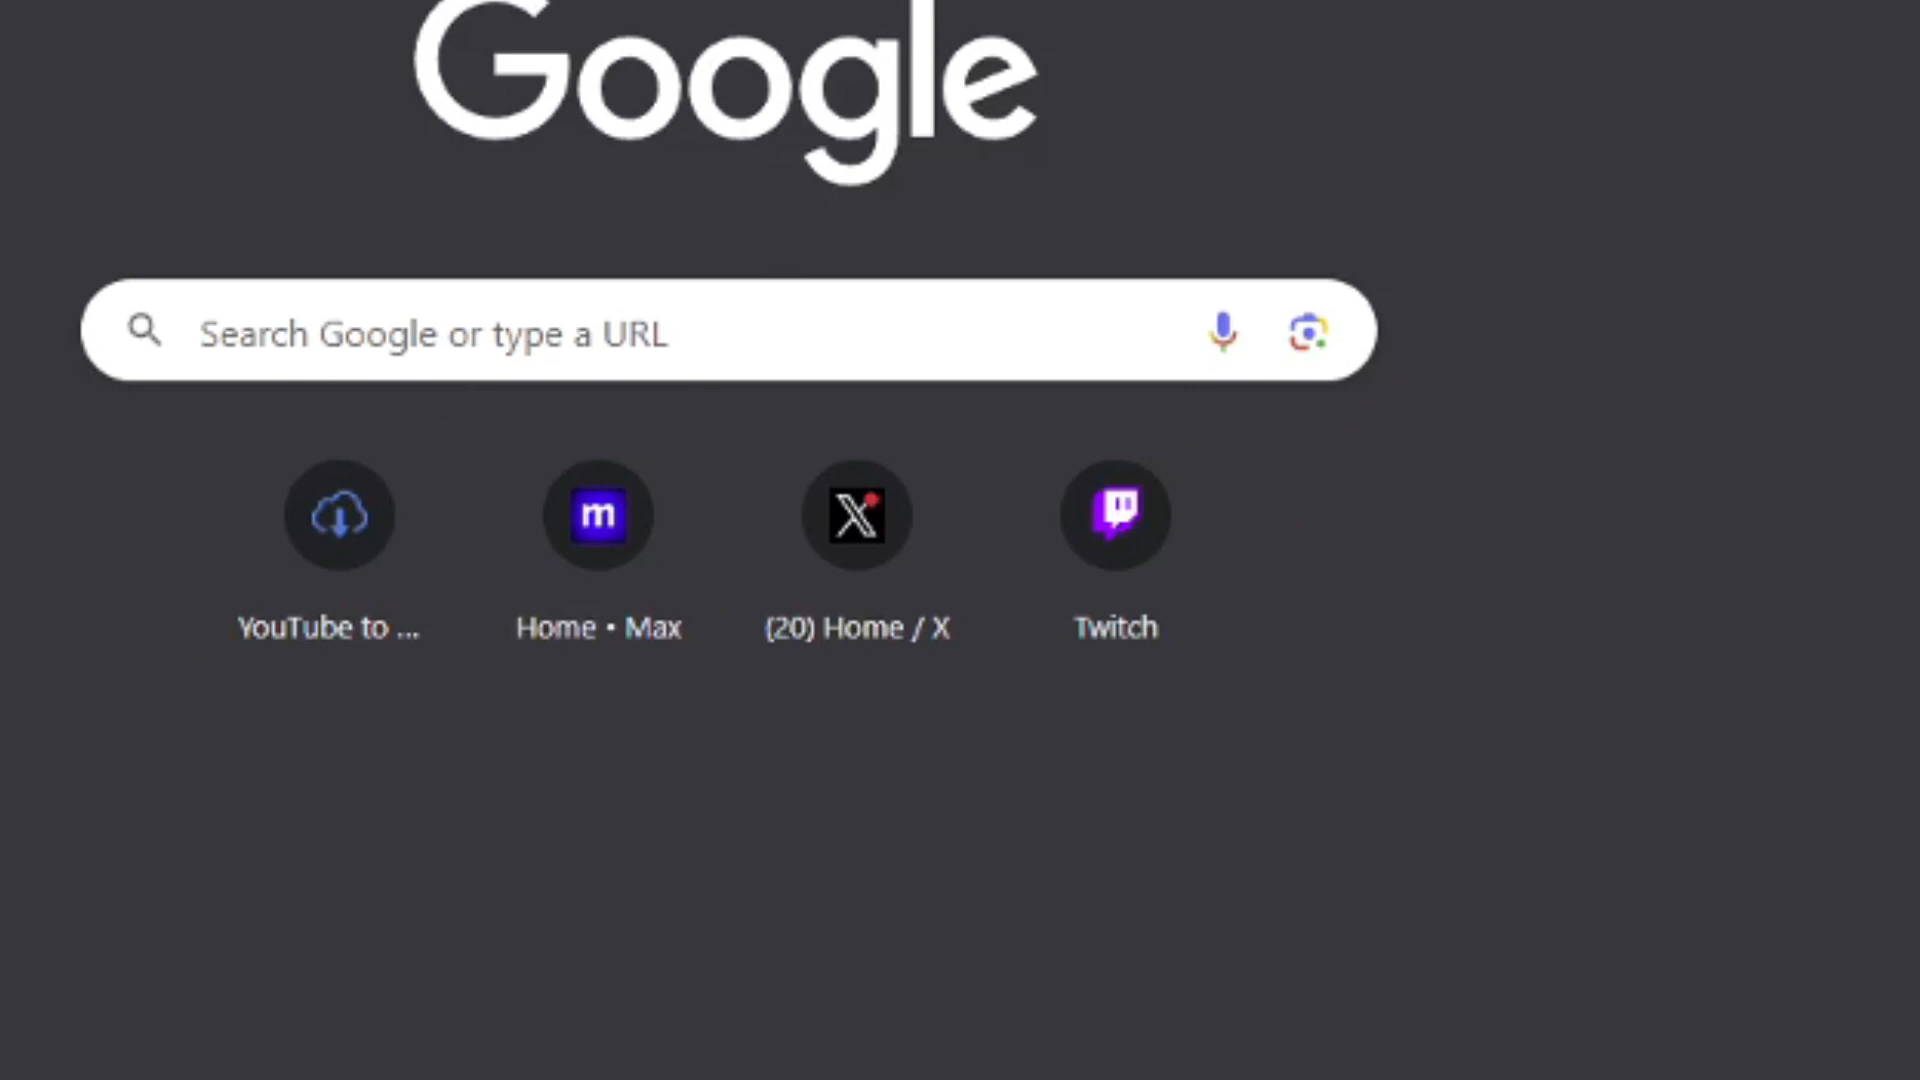 Google
Search Google or type a URL
m
X
YouTube to ...
Home • Max
(20) Home / X
Twitch